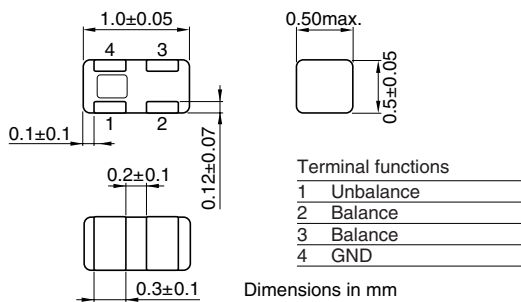 1.0±0.05
0.50max.
4 3
0.5±0.05
1 2
0.1±0.1
0.12±0.07
0.2±0.1
Terminal functions
1 Unbalance
2 Balance
3 Balance
4 GND
0.3±0.1
Dimensions in mm